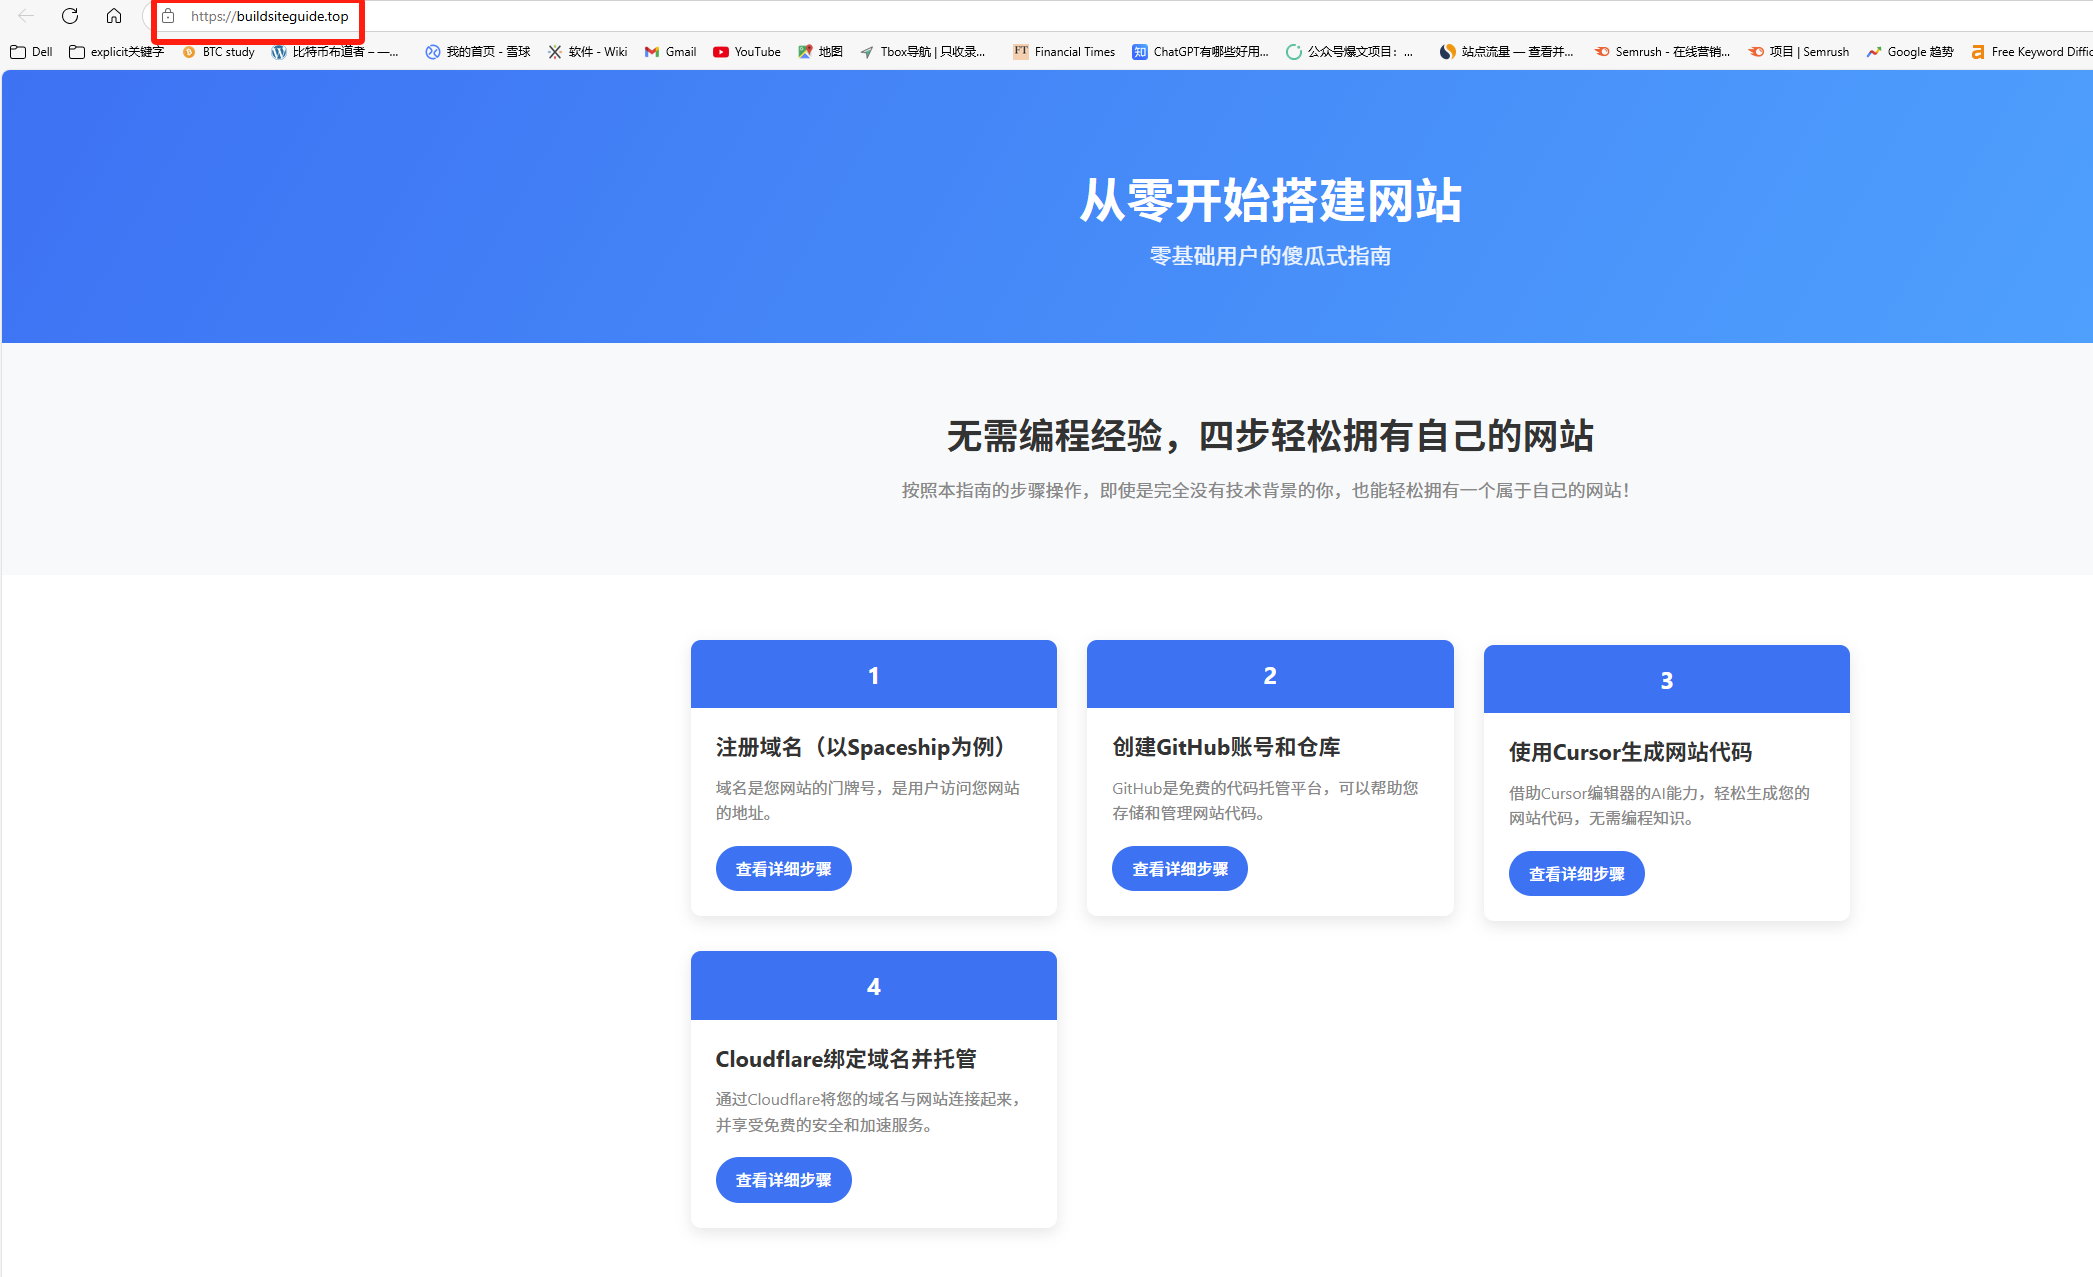 https://buildsiteguide.top
Dell
explicit关键字
BTC study
比特币布道者 – —...
我的首页 - 雪球
软件 - Wiki
Gmail
YouTube
地图
Tbox导航 | 只收录...
FT
Financial Times
知
ChatGPT有哪些好用...
公众号爆文项目：...
站点流量 — 查看并...
Semrush - 在线营销...
项目 | Semrush
Google 趋势
Free Keyword Diffic
从零开始搭建网站
零基础用户的傻瓜式指南
无需编程经验，四步轻松拥有自己的网站
按照本指南的步骤操作，即使是完全没有技术背景的你，也能轻松拥有一个属于自己的网站！
1
注册域名（以Spaceship为例）
域名是您网站的门牌号，是用户访问您网站
的地址。
查看详细步骤
2
创建GitHub账号和仓库
GitHub是免费的代码托管平台，可以帮助您
存储和管理网站代码。
查看详细步骤
3
使用Cursor生成网站代码
借助Cursor编辑器的AI能力，轻松生成您的
网站代码，无需编程知识。
查看详细步骤
4
Cloudflare绑定域名并托管
通过Cloudflare将您的域名与网站连接起来，
并享受免费的安全和加速服务。
查看详细步骤